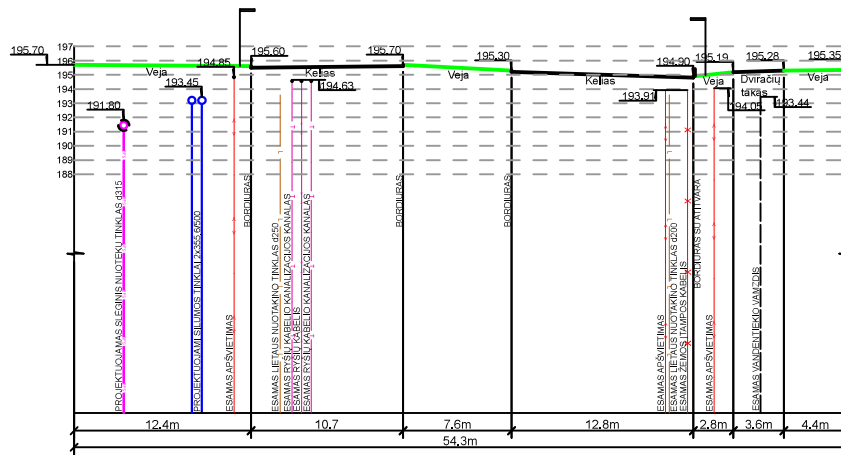 195.70
197
196
195
194
193
192
191
190
189
188
Veja
194.85
193.45
191.80
195.60
Kelias
194.63
195.70
Veja
195.30
Kelias
193.91
194.90
195.19
Veja
194.05
195.28
Dviračių
takas
193.44
195.35
Veja
PROJEKTUOJAMAS SLĖGINIS NUOTEKŲ TINKLAS d315
PROJEKTUOJAMI ŠILUMOS TINKLAI 2x355,6/500
ESAMAS APŠVIETIMAS
BORDIŪRAS
ESAMAS LIETAUS NUOTAKINO TINKLAS d250
ESAMAS RYŠIŲ KABELIO KANALIZACIJOS KANALAS
ESAMAS RYŠIŲ KABELIS
ESAMAS RYŠIŲ KABELIO KANALIZACIJOS KANALAS
BORDIŪRAS
BORDIŪRAS
ESAMAS APŠVIETIMAS
ESAMAS LIETAUS NUOTAKINO TINKLAS d200
ESAMAS ŽEMOS ĮTAMPOS KABELIS
BORDIŪRAS SU ATITVARA
ESAMAS APŠVIETIMAS
ESAMAS VANDENTIEKIO VAMZDIS
12.4m
10.7
7.6m
12.8m
2.8m
3.6m
4.4m
54.3m